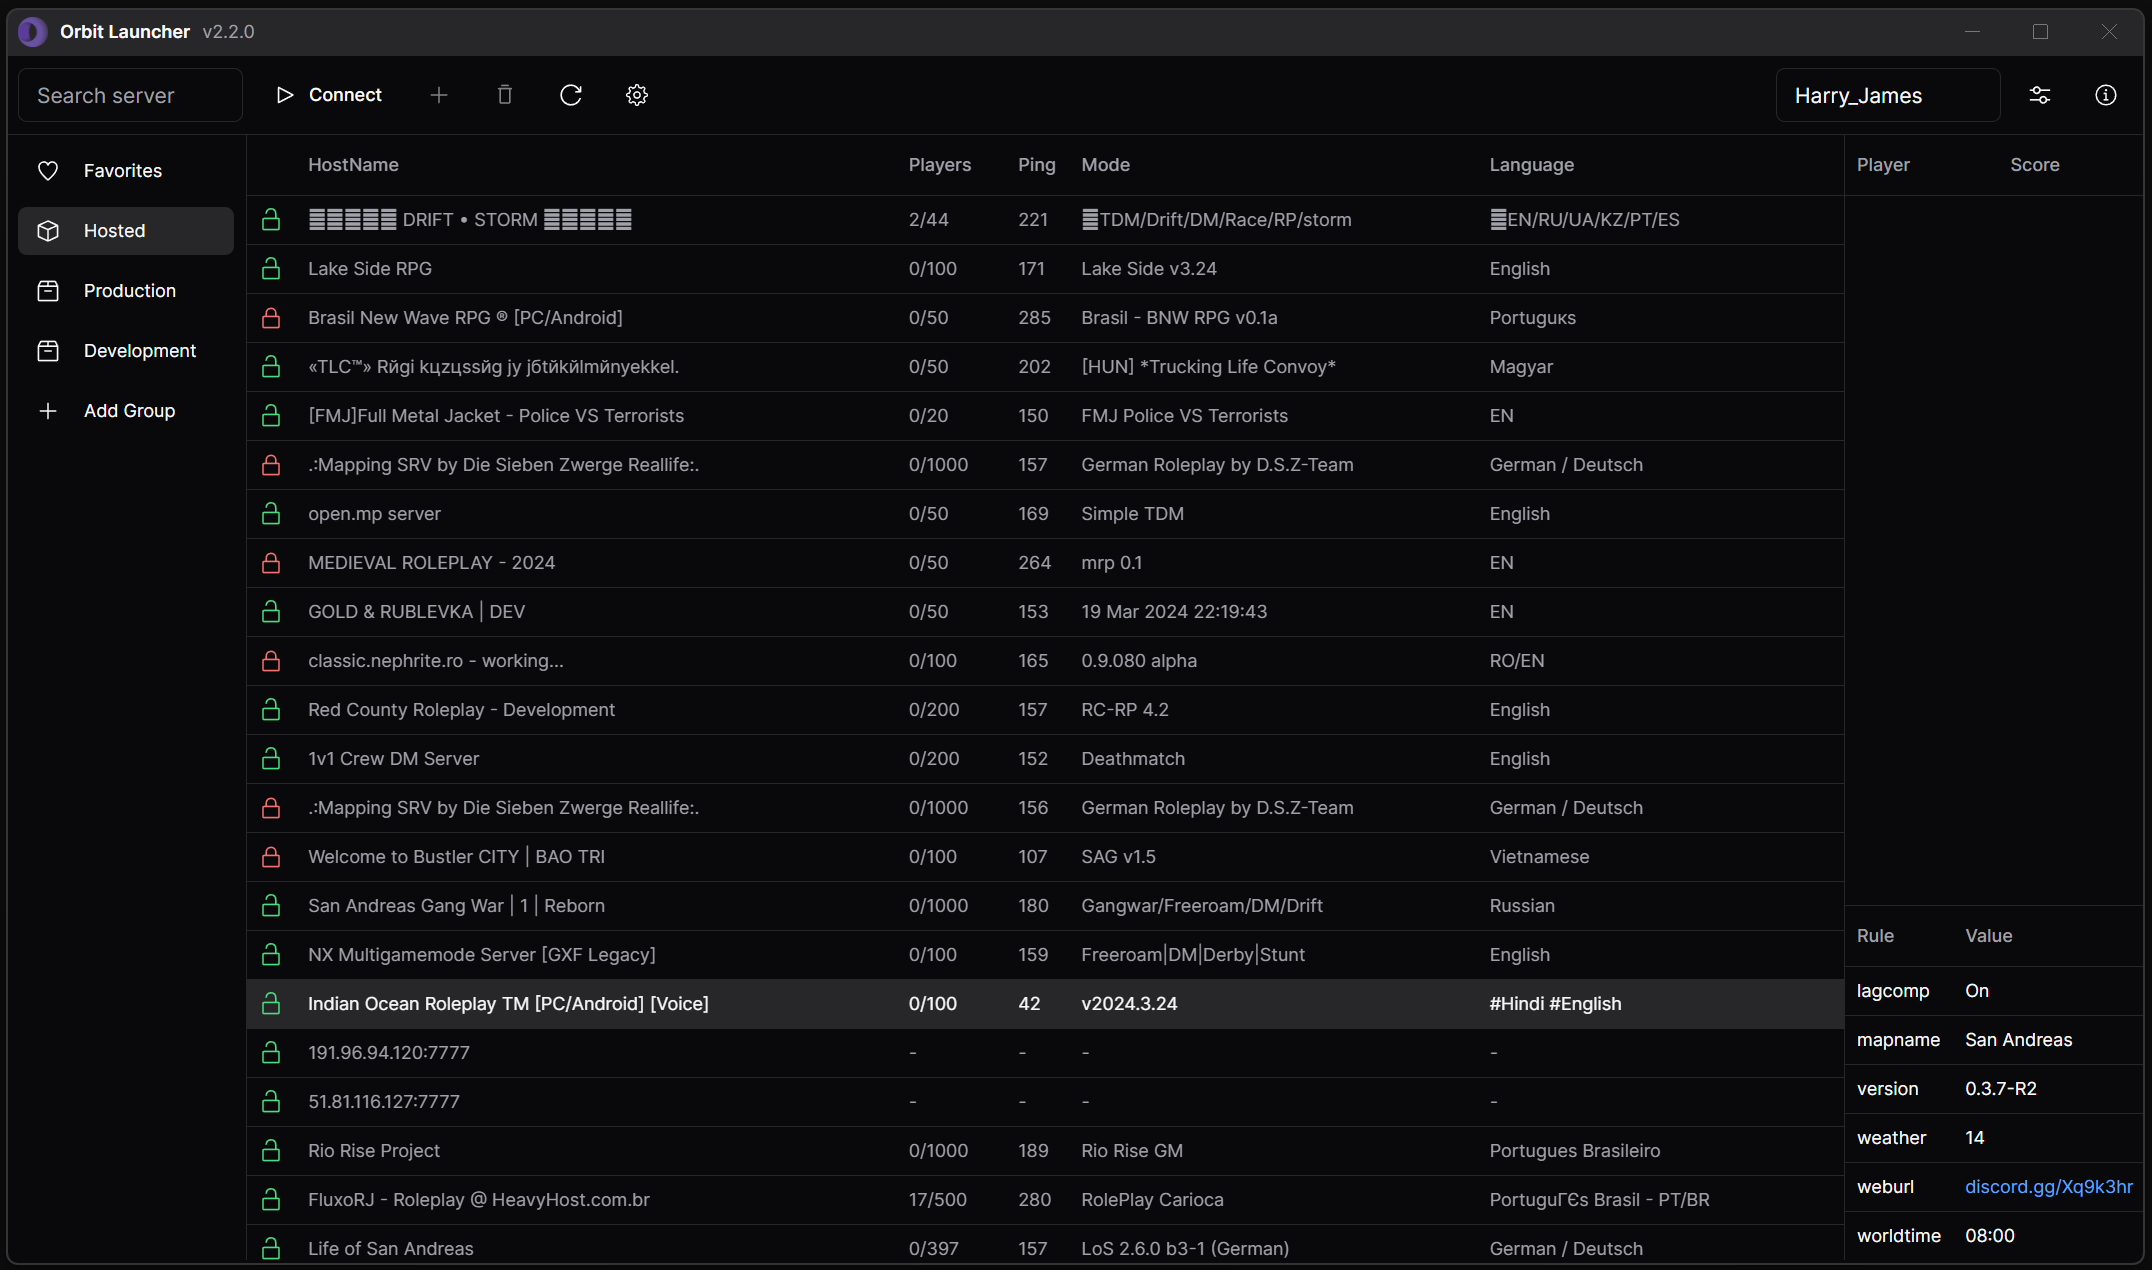 Orbit Launcher v2.2.0
Search server Connect Harry_James
Favorites
Hosted
Production
Development
Add Group
HostName Players Ping Mode Language
▓▓▓▓▓ DRIFT • STORM ▓▓▓▓▓ 2/44 221 ▓TDM/Drift/DM/Race/RP/storm ▓EN/RU/UA/KZ/PT/ES
Lake Side RPG 0/100 171 Lake Side v3.24 English
Brasil New Wave RPG ® [PC/Android] 0/50 285 Brasil - BNW RPG v0.1a Portuguкs
«TLC™» Rйgi kцzцssйg jу jбtйkйlmйnyekkel. 0/50 202 [HUN] *Trucking Life Convoy* Magyar
[FMJ]Full Metal Jacket - Police VS Terrorists 0/20 150 FMJ Police VS Terrorists EN
.:Mapping SRV by Die Sieben Zwerge Reallife:. 0/1000 157 German Roleplay by D.S.Z-Team German / Deutsch
open.mp server 0/50 169 Simple TDM English
MEDIEVAL ROLEPLAY - 2024 0/50 264 mrp 0.1 EN
GOLD & RUBLEVKA | DEV 0/50 153 19 Mar 2024 22:19:43 EN
classic.nephrite.ro - working... 0/100 165 0.9.080 alpha RO/EN
Red County Roleplay - Development 0/200 157 RC-RP 4.2 English
1v1 Crew DM Server 0/200 152 Deathmatch English
.:Mapping SRV by Die Sieben Zwerge Reallife:. 0/1000 156 German Roleplay by D.S.Z-Team German / Deutsch
Welcome to Bustler CITY | BAO TRI 0/100 107 SAG v1.5 Vietnamese
San Andreas Gang War | 1 | Reborn 0/1000 180 Gangwar/Freeroam/DM/Drift Russian
NX Multigamemode Server [GXF Legacy] 0/100 159 Freeroam|DM|Derby|Stunt English
Indian Ocean Roleplay TM [PC/Android] [Voice] 0/100 42 v2024.3.24 #Hindi #English
191.96.94.120:7777 - - - -
51.81.116.127:7777 - - - -
Rio Rise Project 0/1000 189 Rio Rise GM Portugues Brasileiro
FluxoRJ - Roleplay @ HeavyHost.com.br 17/500 280 RolePlay Carioca PortuguГЄs Brasil - PT/BR
Life of San Andreas 0/397 157 LoS 2.6.0 b3-1 (German) German / Deutsch
Player Score
Rule Value
lagcomp On
mapname San Andreas
version 0.3.7-R2
weather 14
weburl discord.gg/Xq9k3hr
worldtime 08:00